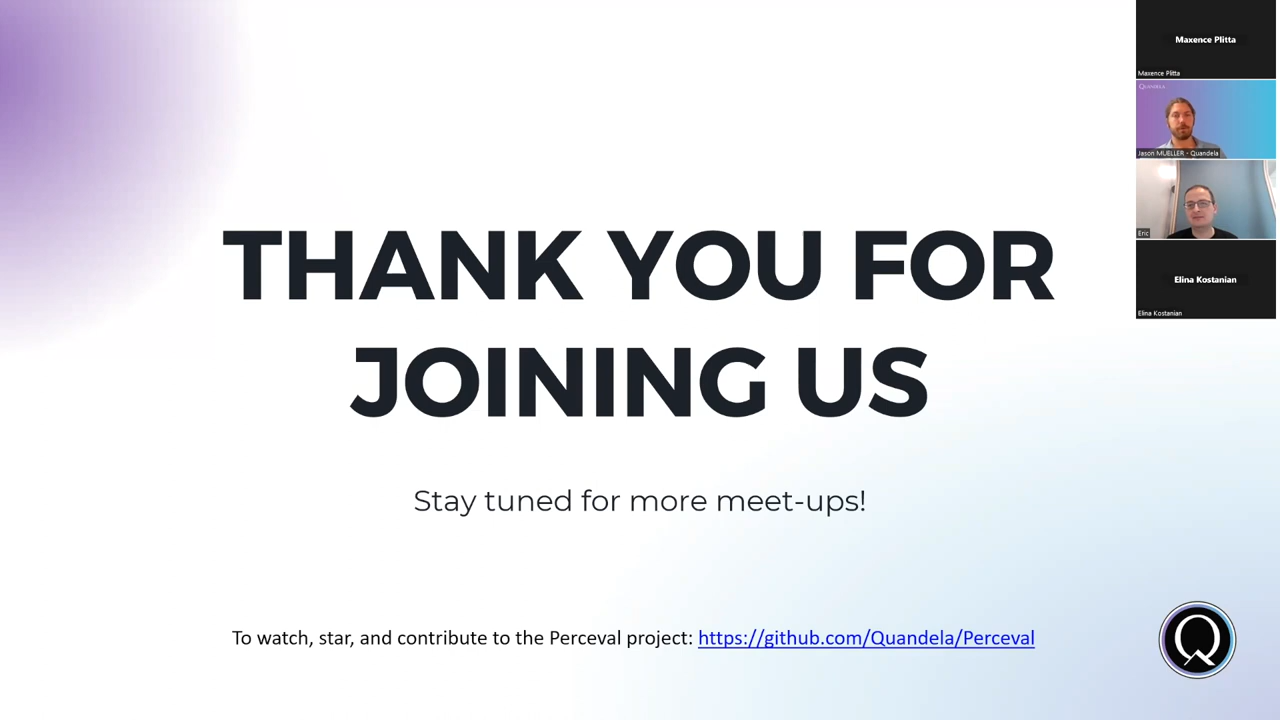 THANK YOU FOR
JOINING US
Stay tuned for more meet-ups!
To watch, star, and contribute to the Perceval project: https://github.com/Quandela/Perceval
Maxence Plitta
Maxence Plitta
Quandela
Jason MUELLER - Quandela
Eric
Elina Kostanian
Elina Kostanian
Q